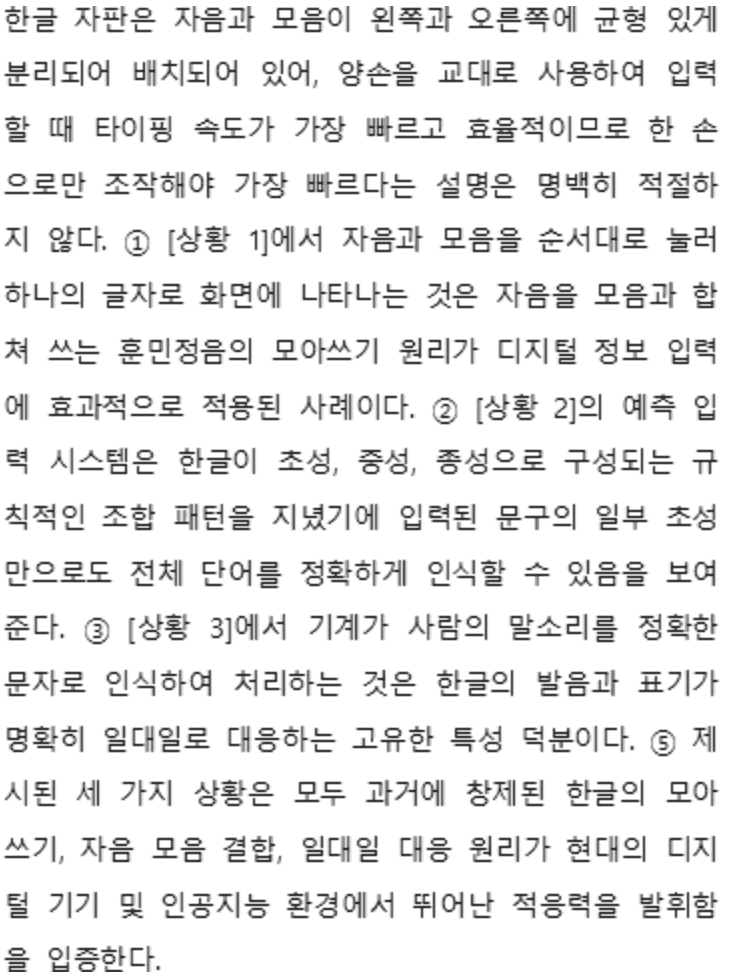 한글 자판은 자음과 모음이 왼쪽과 오른쪽에 균형 있게
분리되어 배치되어 있어, 양손을 교대로 사용하여 입력
할 때 타이핑 속도가 가장 빠르고 효율적이므로 한 손
으로만 조작해야 가장 빠르다는 설명은 명백히 적절하
지 않다. ① [상황 1]에서 자음과 모음을 순서대로 눌러
하나의 글자로 화면에 나타나는 것은 자음을 모음과 합
쳐 쓰는 훈민정음의 모아쓰기 원리가 디지털 정보 입력
에 효과적으로 적용된 사례이다. ② [상황 2]의 예측 입
력 시스템은 한글이 초성, 중성, 종성으로 구성되는 규
칙적인 조합 패턴을 지녔기에 입력된 문구의 일부 초성
만으로도 전체 단어를 정확하게 인식할 수 있음을 보여
준다. ③ [상황 3]에서 기계가 사람의 말소리를 정확한
문자로 인식하여 처리하는 것은 한글의 발음과 표기가
명확히 일대일로 대응하는 고유한 특성 덕분이다. ⑤ 제
시된 세 가지 상황은 모두 과거에 창제된 한글의 모아
쓰기, 자음 모음 결합, 일대일 대응 원리가 현대의 디지
털 기기 및 인공지능 환경에서 뛰어난 적응력을 발휘함
을 입증한다.